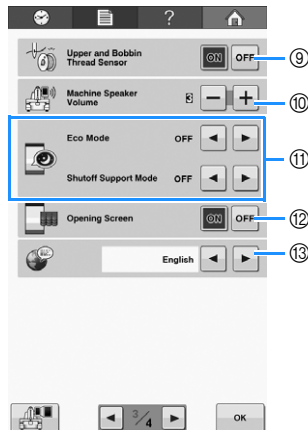 ?
Upper and Bobbin
Thread Sensor
ON OFF
⑨
Machine Speaker
Volume
3 − +
⑩
Eco Mode OFF
⑪
Shutoff Support Mode OFF
Opening Screen
ON OFF
⑫
English
⑬
3/4
OK